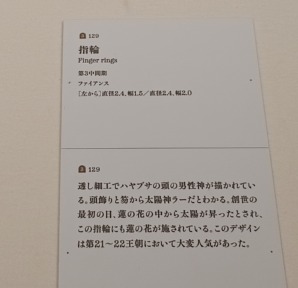 129
指輪
Finger rings
第3中間期
ファイアンス
[左から]直径2.4、幅1.5／直径2.4、幅2.0
129
透し細工でハヤブサの頭の男性神が描かれてい
る。頭飾りと笏から太陽神ラーだとわかる。創世の
最初の日、蓮の花の中から太陽が昇ったとされ、
この指輪にも蓮の花が施されている。このデザイン
は第21～22王朝において大変人気があった。